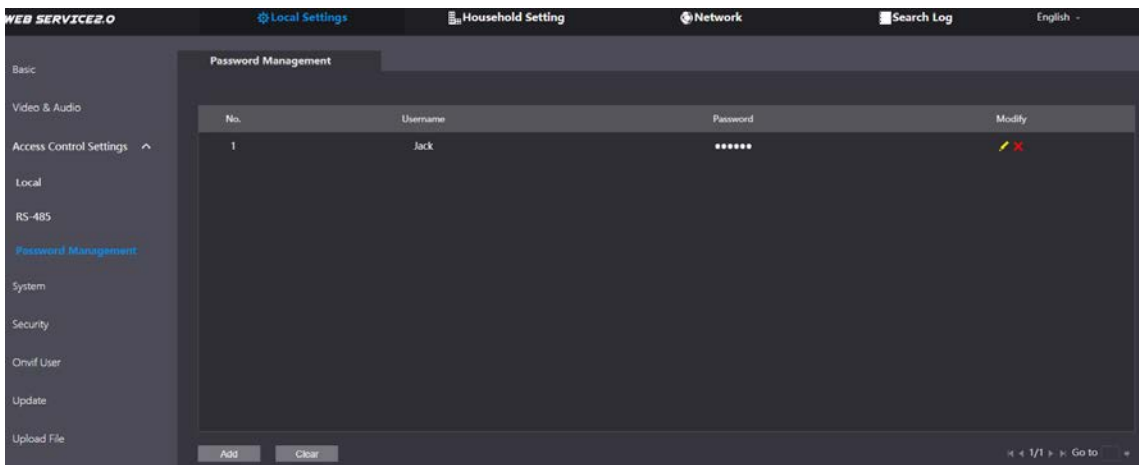 WEB SERVICE2.0 Local Settings Household Setting Network Search Log English
Password Management
Basic
Video & Audio
Access Control Settings
Local
RS-485
Password Management
System
Security
Onvif User
Update
Upload File
No. Username Password Modify
1 Jack ••••••
Add Clear 1/1 Go to